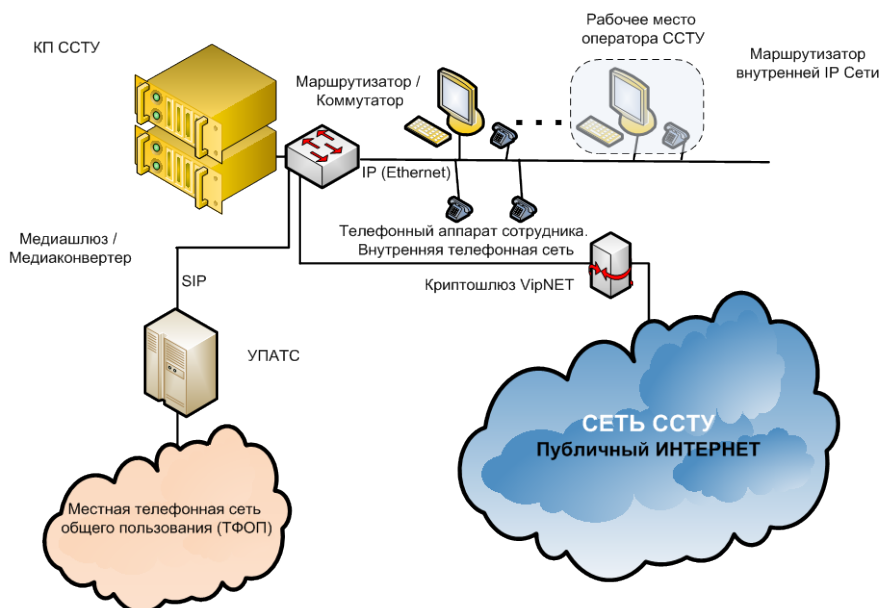 КП ССТУ
Маршрутизатор /
Коммутатор
Рабочее место
оператора ССТУ
Маршрутизатор
внутренней IP Сети
IP (Ethernet)
Медиашлюз /
Медиаконвертер
Телефонный аппарат сотрудника.
Внутренняя телефонная сеть
SIP
Криптошлюз VipNET
УПАТС
СЕТЬ ССТУ
Публичный ИНТЕРНЕТ
Местная телефонная сеть
общего пользования (ТФОП)